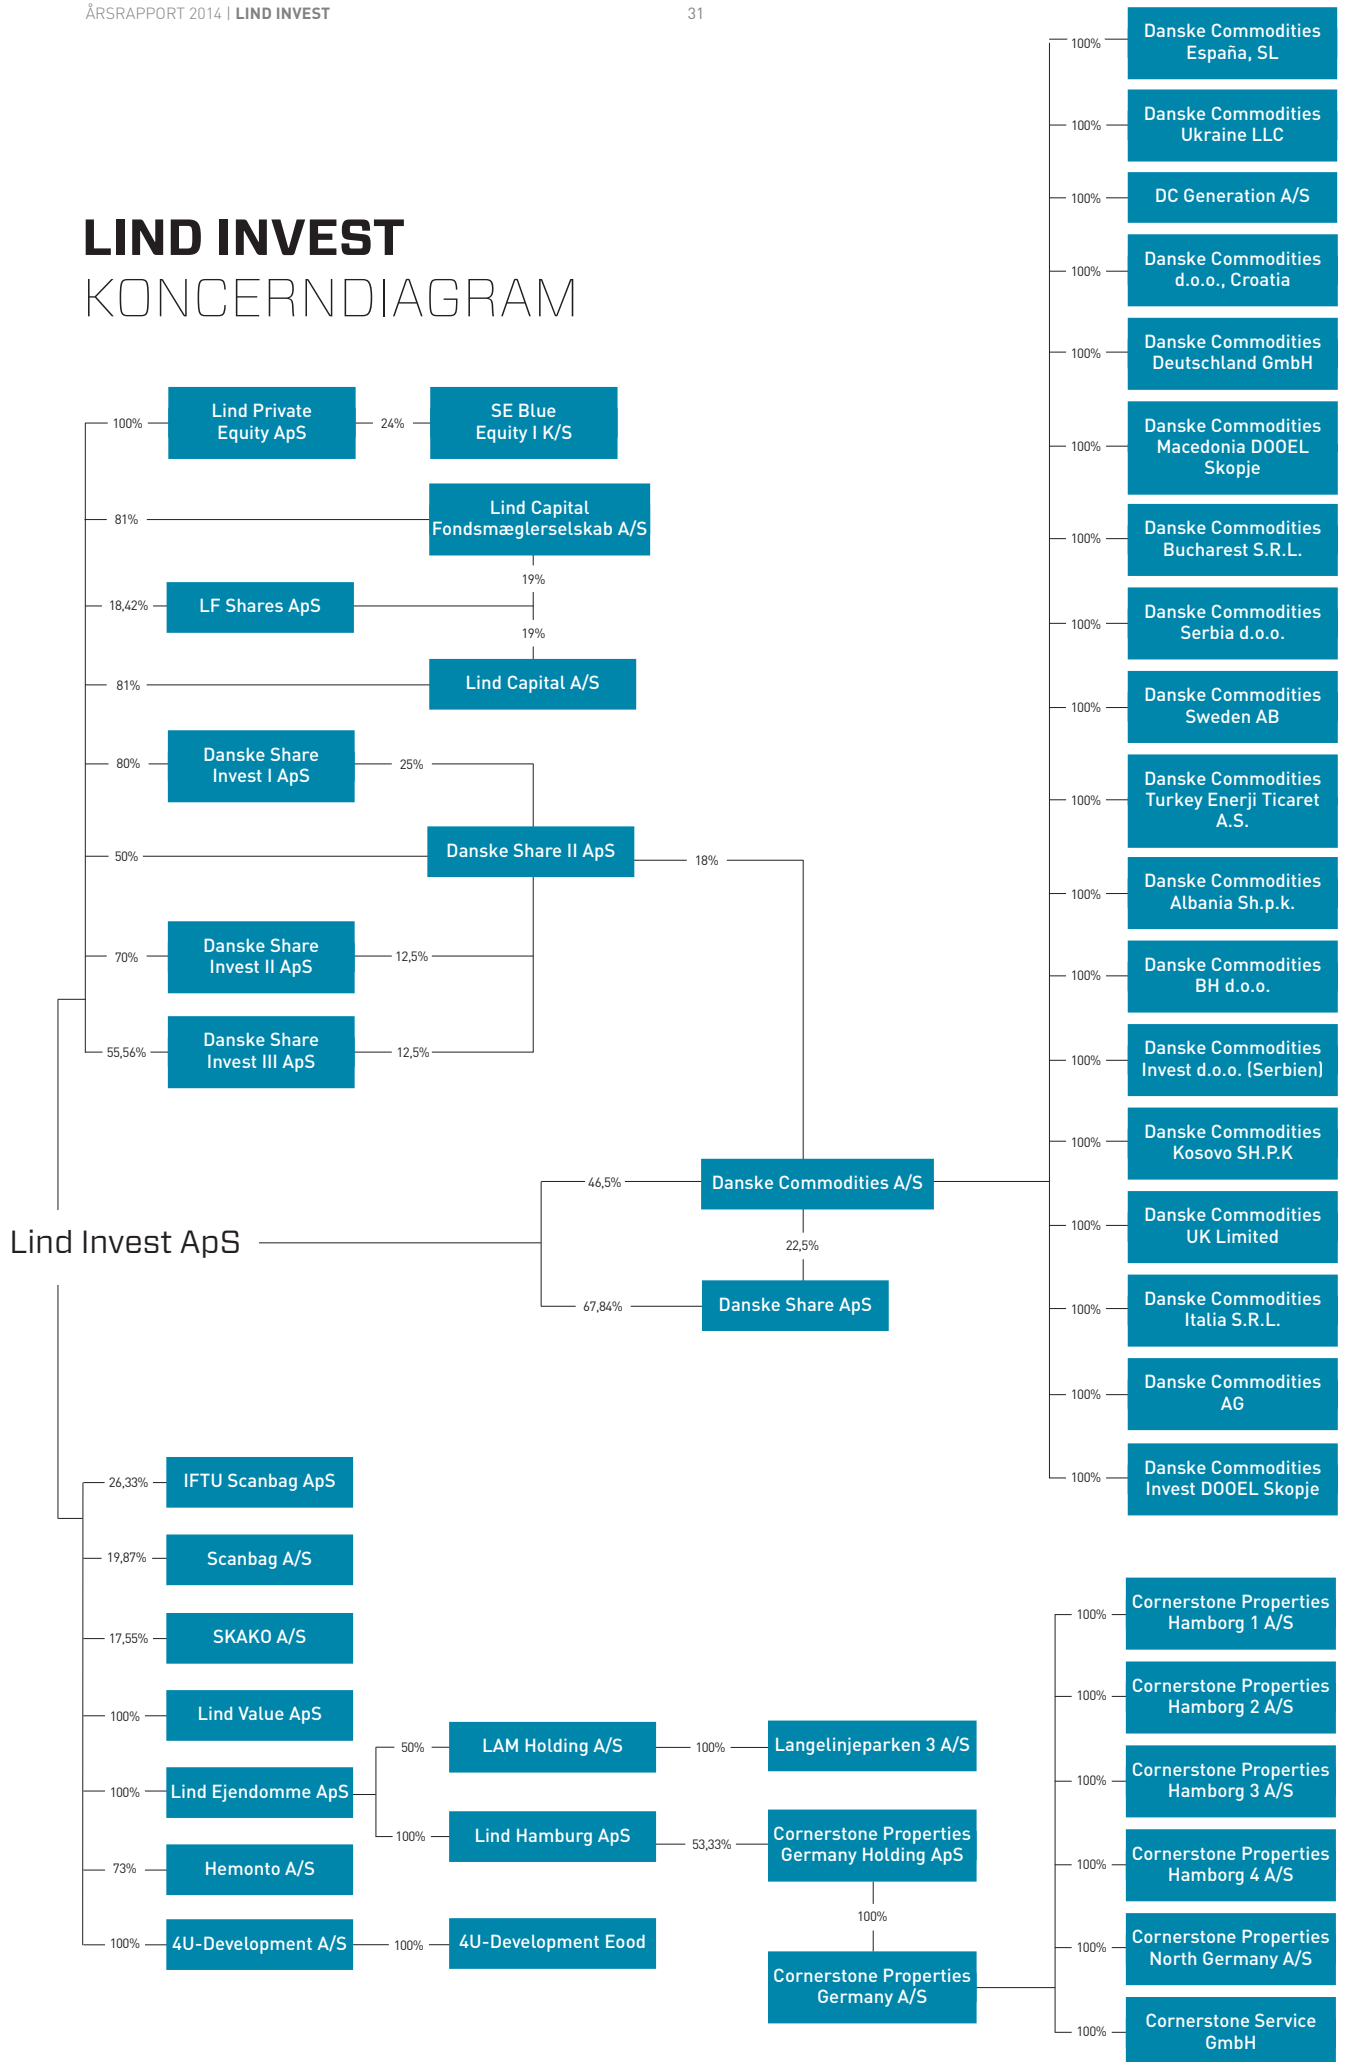 ÅRSRAPPORT 2014 | LIND INVEST
31
LIND INVEST
KONCERNDIAGRAM
100%
Lind Private
Equity ApS
24%
SE Blue
Equity I K/S
81%
Lind Capital
Fondsmæglerselskab A/S
19%
18,42%
LF Shares ApS
19%
81%
Lind Capital A/S
80%
Danske Share
Invest I ApS
25%
50%
Danske Share II ApS
18%
70%
Danske Share
Invest II ApS
12,5%
55,56%
Danske Share
Invest III ApS
12,5%
Lind Invest ApS
46,5%
Danske Commodities A/S
22,5%
67,84%
Danske Share ApS
100%
Danske Commodities
España, SL
100%
Danske Commodities
Ukraine LLC
100%
DC Generation A/S
100%
Danske Commodities
d.o.o., Croatia
100%
Danske Commodities
Deutschland GmbH
100%
Danske Commodities
Macedonia DOOEL
Skopje
100%
Danske Commodities
Bucharest S.R.L.
100%
Danske Commodities
Serbia d.o.o.
100%
Danske Commodities
Sweden AB
100%
Danske Commodities
Turkey Enerji Ticaret
A.S.
100%
Danske Commodities
Albania Sh.p.k.
100%
Danske Commodities
BH d.o.o.
100%
Danske Commodities
Invest d.o.o. (Serbien)
100%
Danske Commodities
Kosovo SH.P.K
100%
Danske Commodities
UK Limited
100%
Danske Commodities
Italia S.R.L.
100%
Danske Commodities
AG
100%
Danske Commodities
Invest DOOEL Skopje
26,33%
IFTU Scanbag ApS
19,87%
Scanbag A/S
17,55%
SKAKO A/S
100%
Lind Value ApS
100%
Lind Ejendomme ApS
50%
LAM Holding A/S
100%
Langelinjeparken 3 A/S
100%
Lind Hamburg ApS
53,33%
Cornerstone Properties
Germany Holding ApS
73%
Hemonto A/S
100%
4U-Development A/S
100%
4U-Development Eood
100%
Cornerstone Properties
Germany A/S
100%
Cornerstone Properties
Hamborg 1 A/S
100%
Cornerstone Properties
Hamborg 2 A/S
100%
Cornerstone Properties
Hamborg 3 A/S
100%
Cornerstone Properties
Hamborg 4 A/S
100%
Cornerstone Properties
North Germany A/S
100%
Cornerstone Service
GmbH